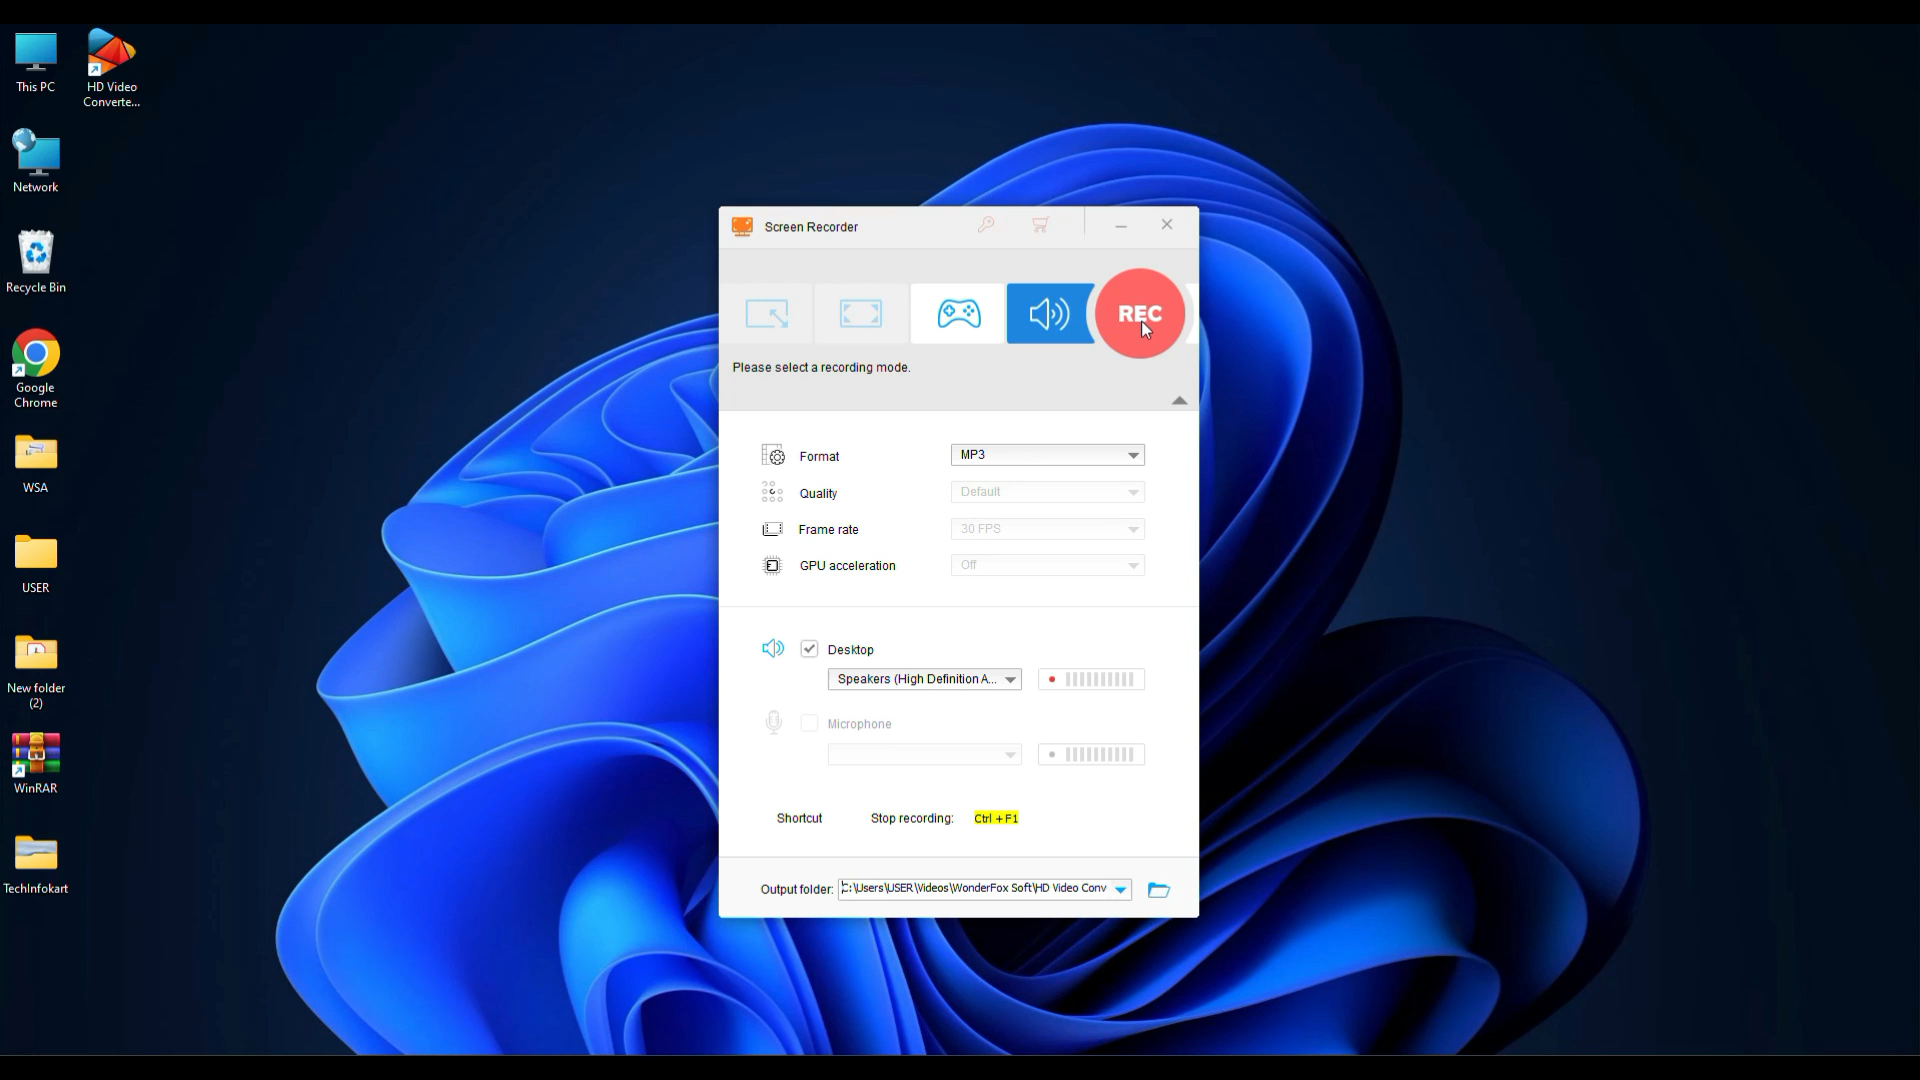 This PC
HD Video
Converte...
Network
Recycle Bin
Google
Chrome
WSA
USER
New folder
(2)
WinRAR
TechInfokart
Screen Recorder
REC
Please select a recording mode.
Format
MP3
Quality
Default
Frame rate
30 FPS
GPU acceleration
Off
Desktop
Speakers (High Definition A...
Microphone
Shortcut
Stop recording:
Ctrl + F1
Output folder:
C:\Users\USER\Videos\WonderFox Soft\HD Video Conv